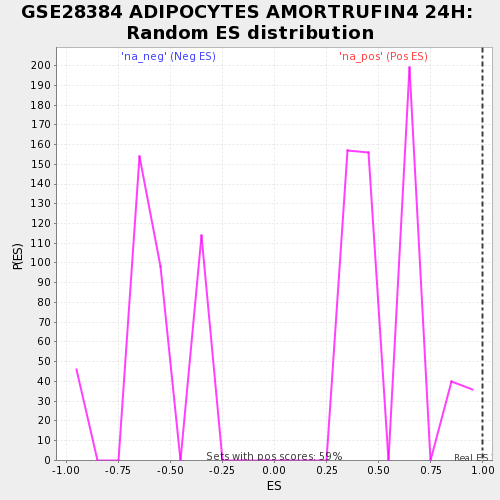 GSE28384 ADIPOCYTES AMORTRUFIN4 24H:
Random ES distribution
'na_neg' (Neg ES)
'na_pos' (Pos ES)
200
190
180
170
160
150
140
130
120
110
100
90
80
70
60
50
40
30
20
10
0
P(ES)
Sets with pos scores: 59%
Real ES
-1.00 -0.75 -0.50 -0.25 0.00 0.25 0.50 0.75 1.00
ES